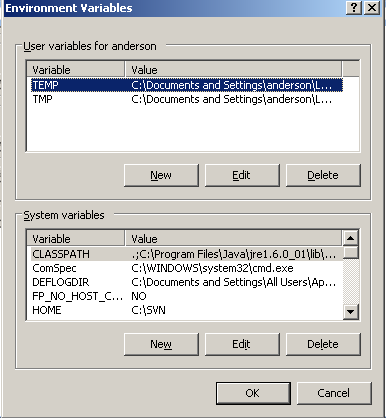 Environment Variables
User variables for anderson
Variable Value
TEMP C:\Documents and Settings\anderson\L...
TMP C:\Documents and Settings\anderson\L...
New Edit Delete
System variables
Variable Value
CLASSPATH .;C:\Program Files\Java\jre1.6.0_01\lib\...
ComSpec C:\WINDOWS\system32\cmd.exe
DEFLOGDIR C:\Documents and Settings\All Users\Ap...
FP_NO_HOST_C... NO
HOME C:\SVN
New Edit Delete
OK Cancel